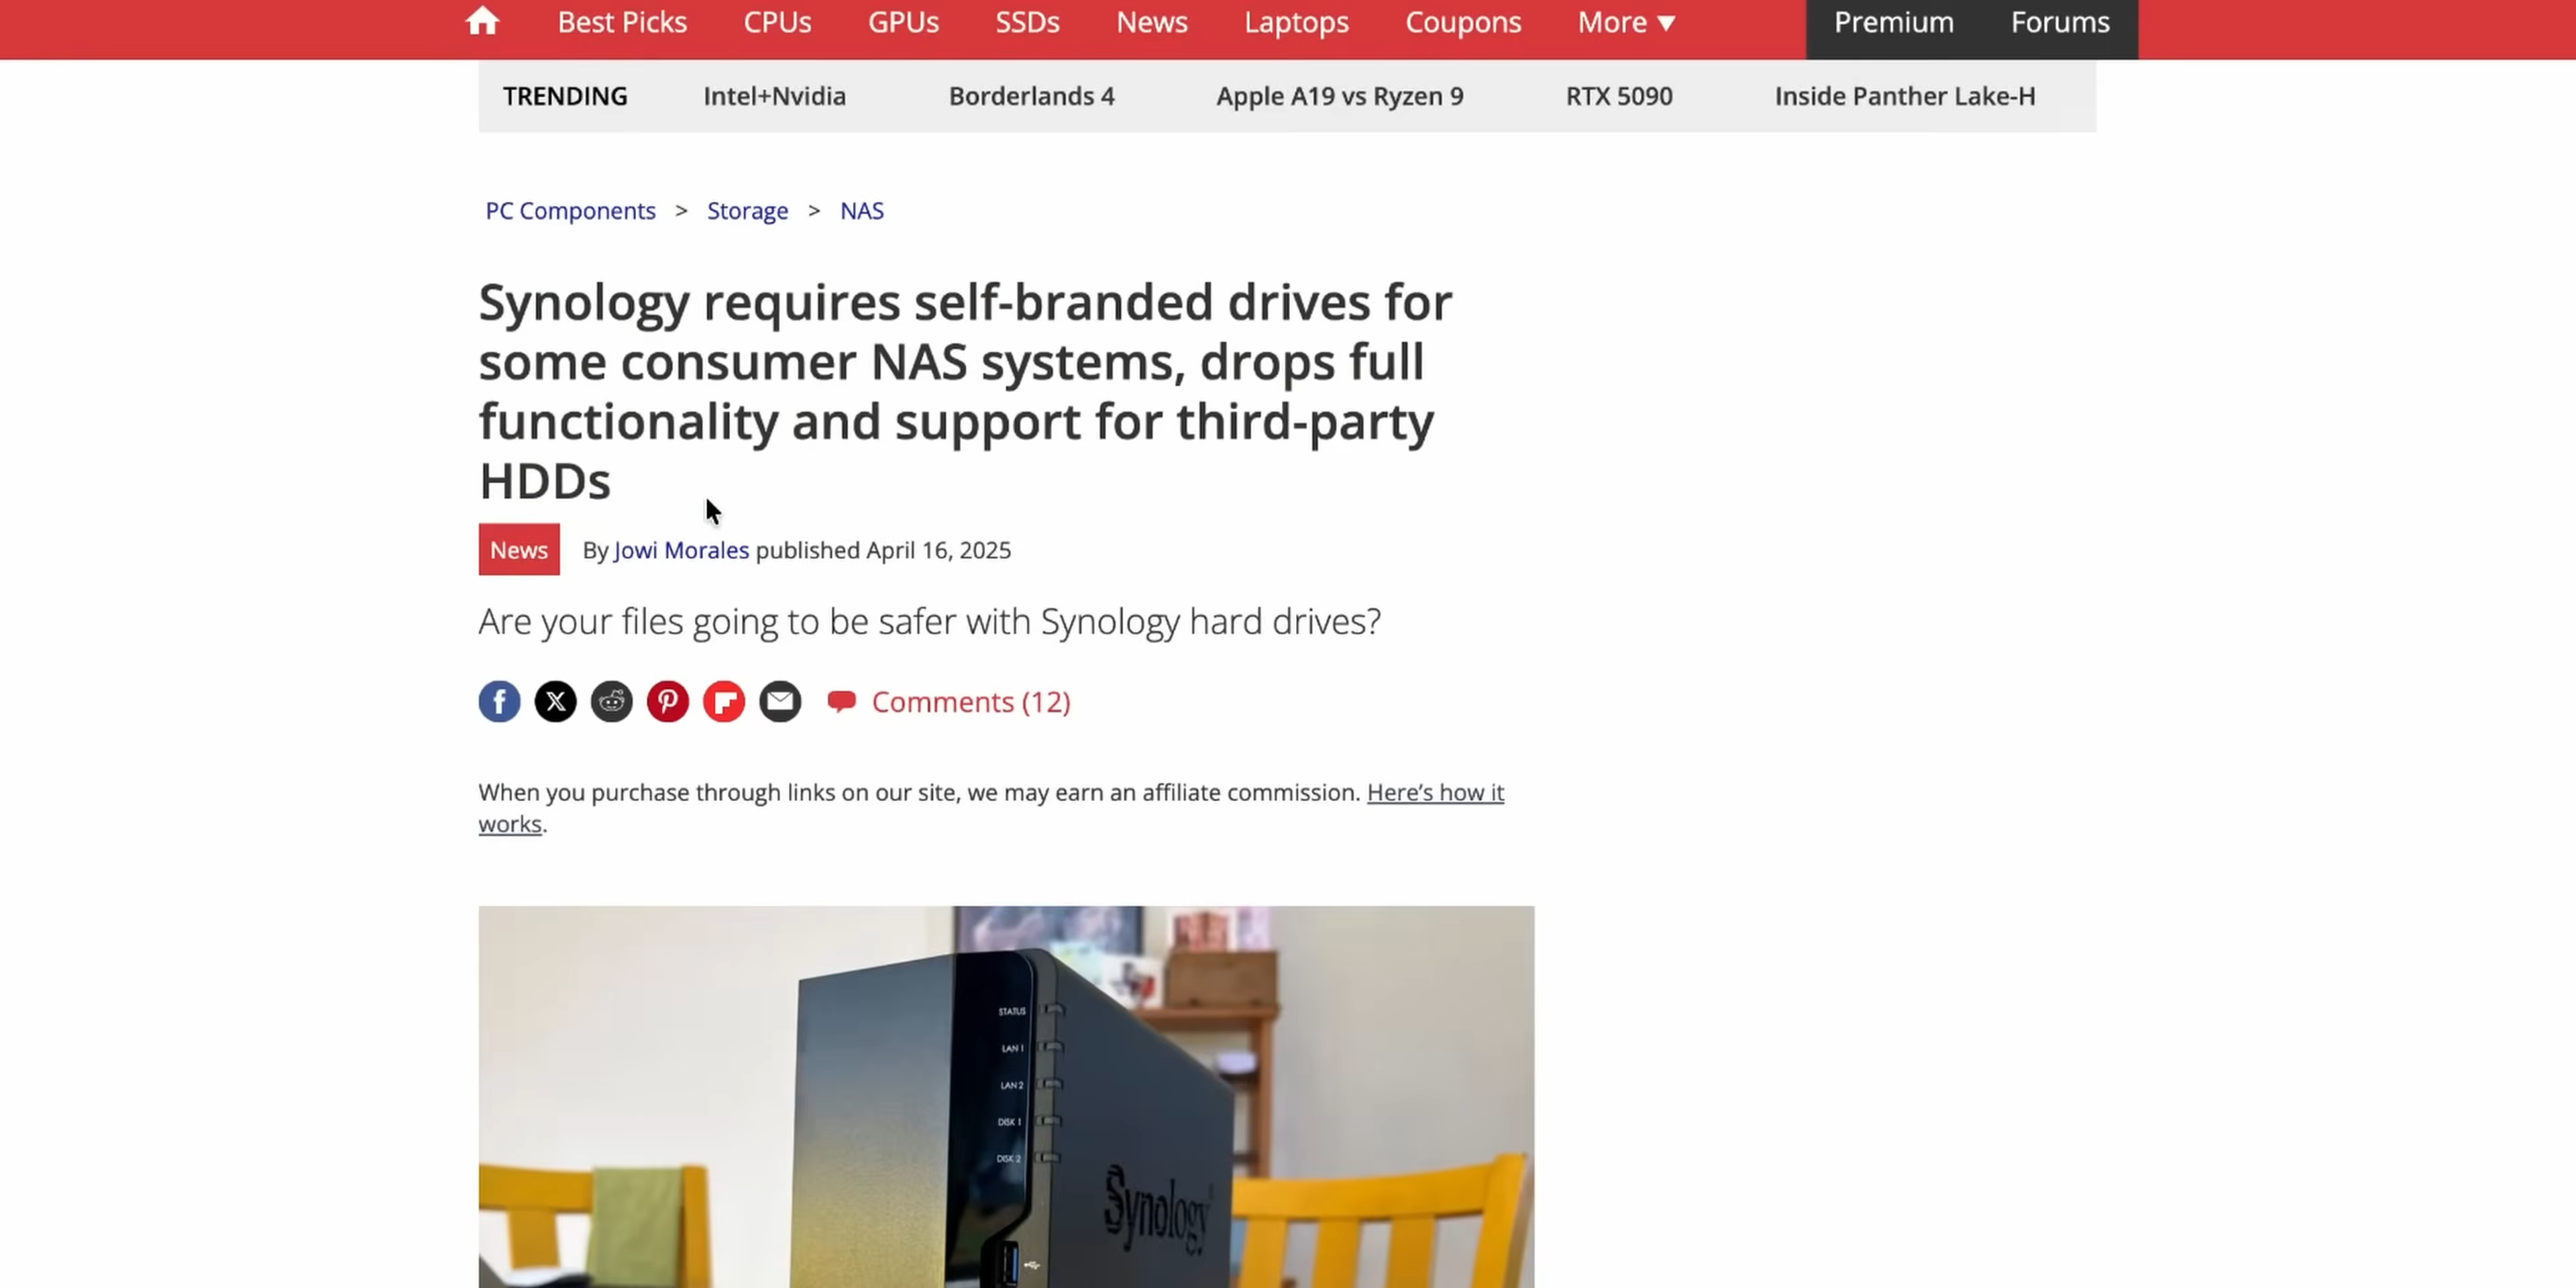 Best Picks CPUs GPUs SSDs News Laptops Coupons More ▼ Premium Forums
TRENDING Intel+Nvidia Borderlands 4 Apple A19 vs Ryzen 9 RTX 5090 Inside Panther Lake-H
PC Components > Storage > NAS
Synology requires self-branded drives for
some consumer NAS systems, drops full
functionality and support for third-party
HDDs
News By Jowi Morales published April 16, 2025
Are your files going to be safer with Synology hard drives?
Comments (12)
When you purchase through links on our site, we may earn an affiliate commission. Here’s how it
works.
STATUS
LAN 1
LAN 2
DISK 1
DISK 2
Synology